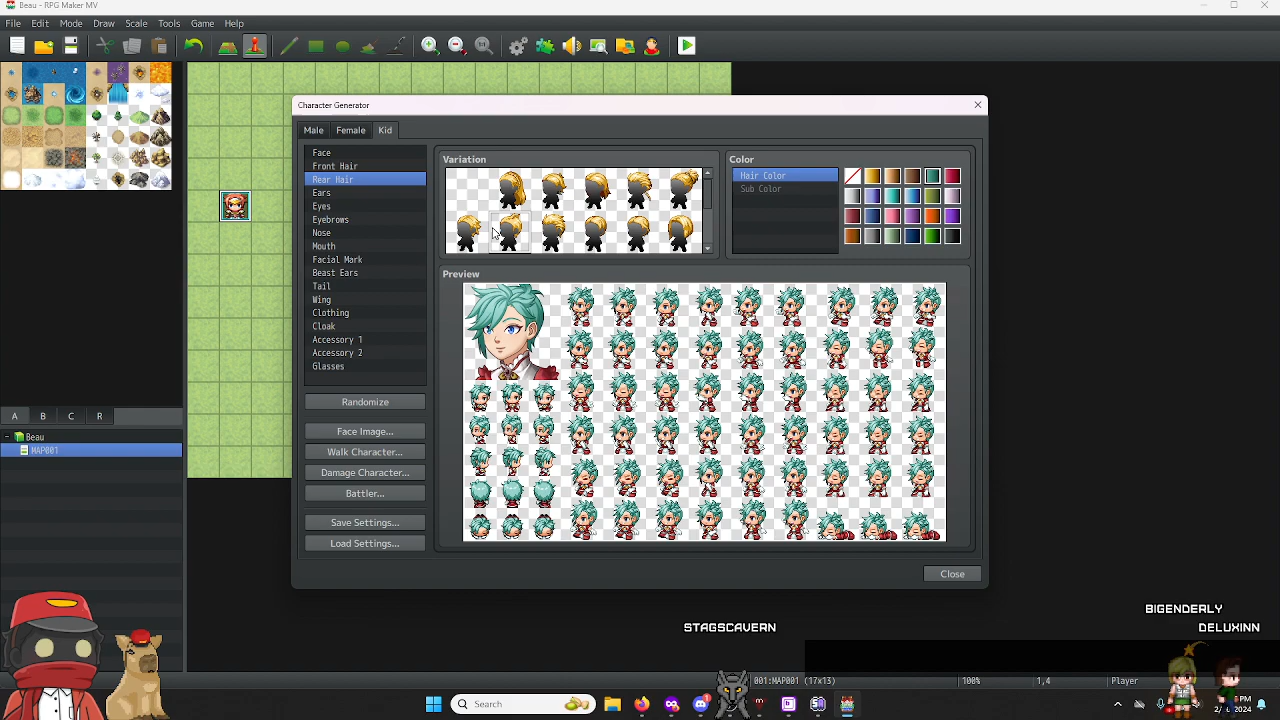 Beau - RPG Maker MV
File Edit Mode Draw Scale Tools Game Help
Character Generator
Male Female Kid
Face
Front Hair
Rear Hair
Ears
Eyes
Eyebrows
Nose
Mouth
Facial Mark
Beast Ears
Tail
Wing
Clothing
Cloak
Accessory 1
Accessory 2
Glasses
Randomize
Face Image...
Walk Character...
Damage Character...
Battler...
Save Settings...
Load Settings...
Variation
Color
Hair Color
Sub Color
Preview
Close
A B C R
Beau
MAP001
STAGSCAVERN
BIGENDERLY
DELUXINN
001:MAP001 (17x13) 100% 1,4 Player
Search
PM
2024